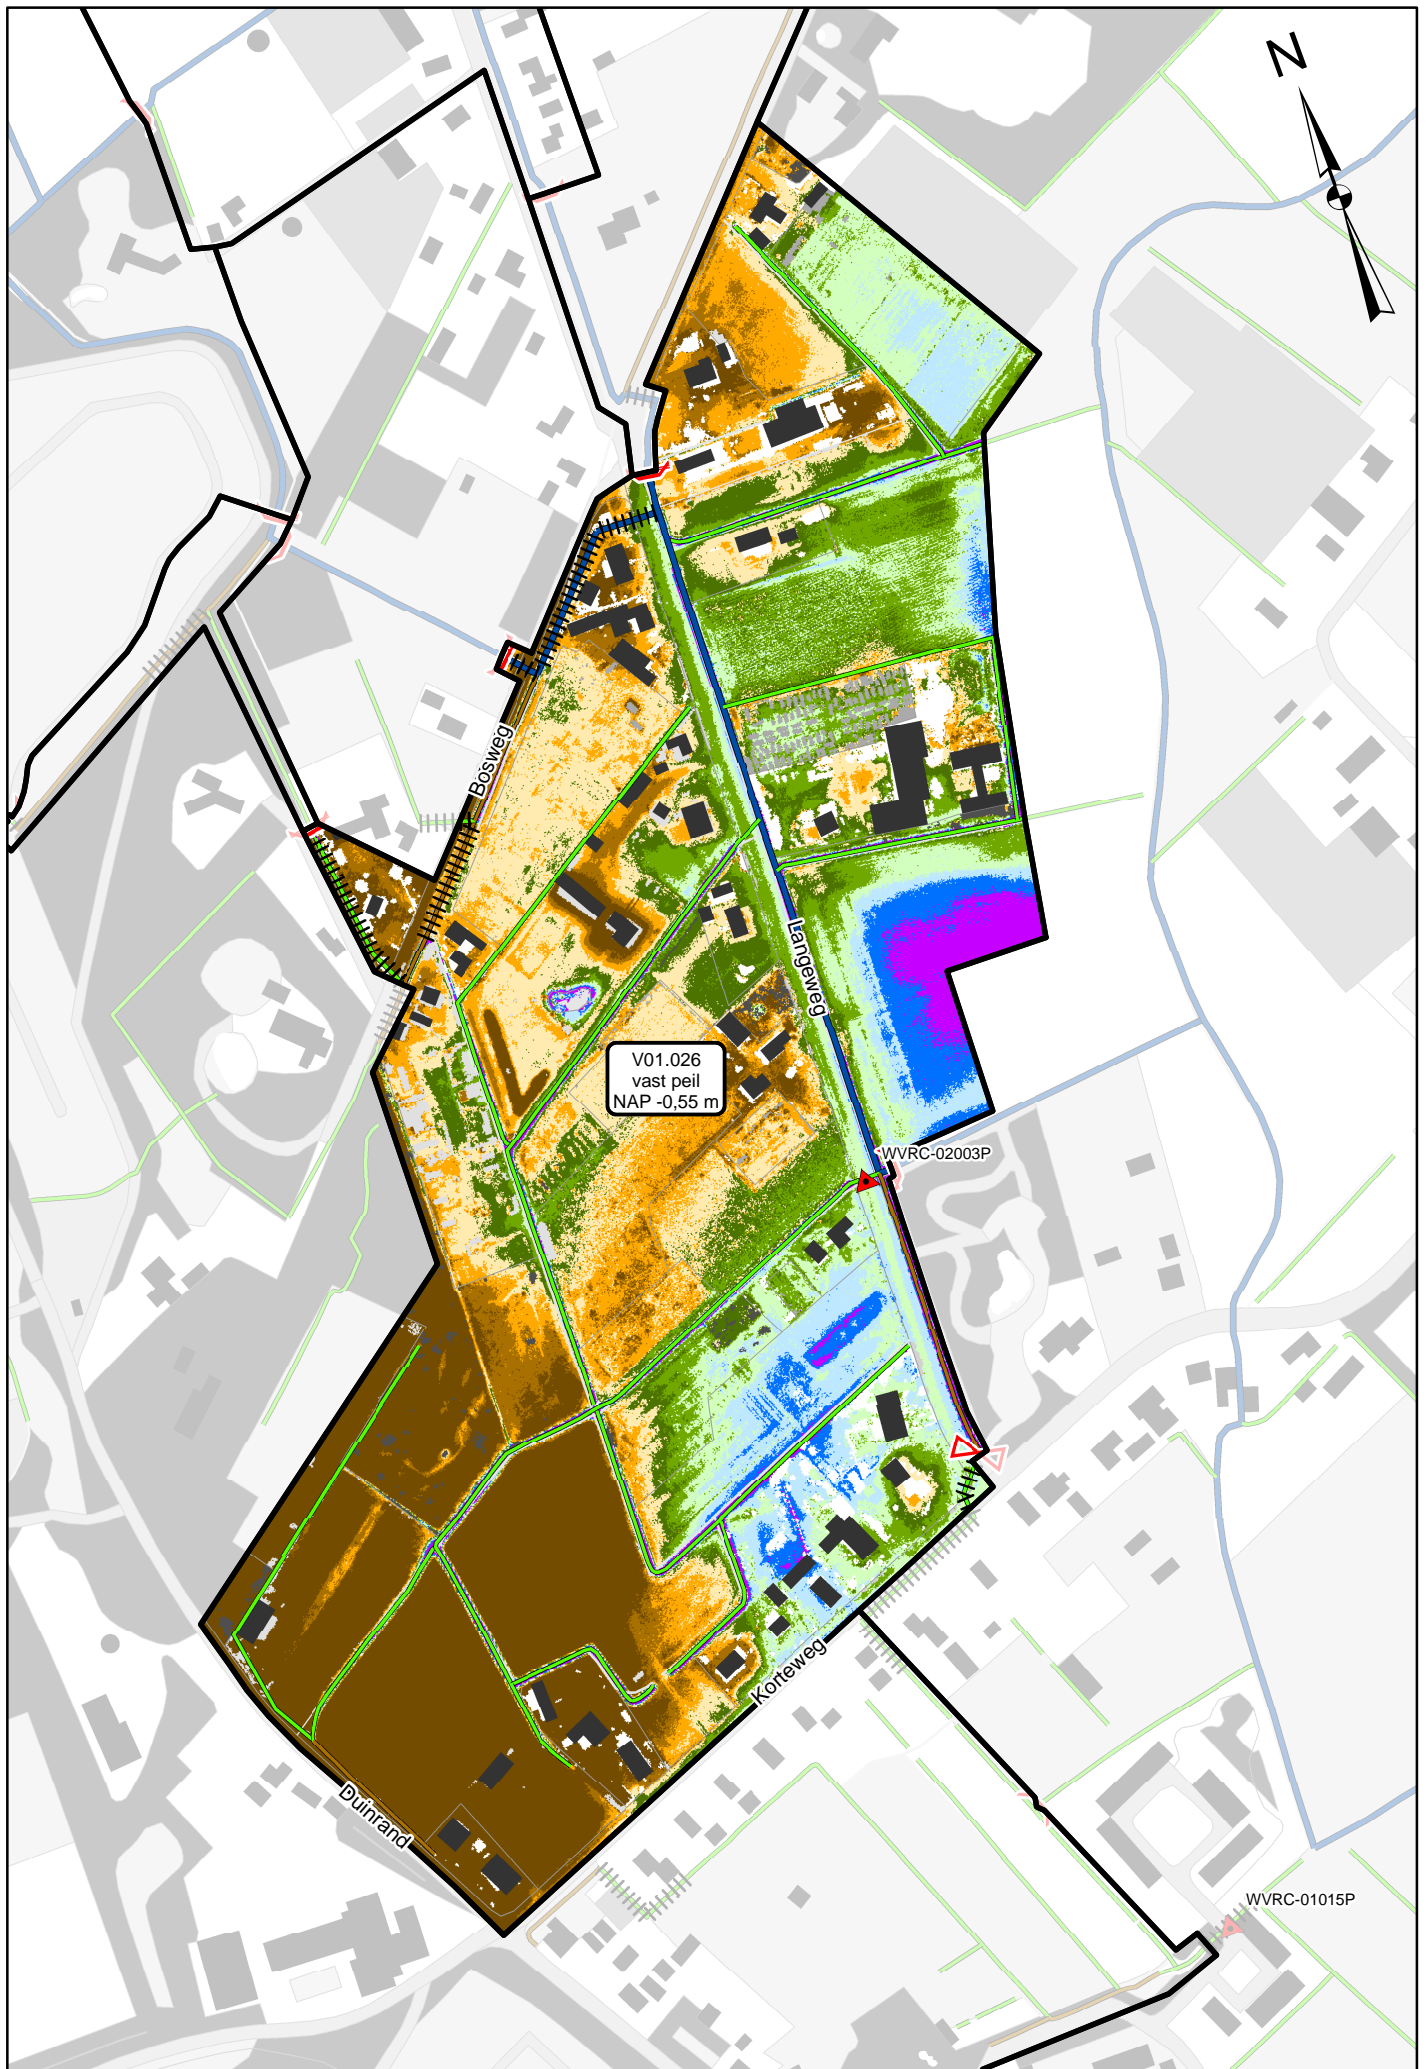 N
Bosweg
Langeweg
V01.026
vast peil
NAP -0,55 m
WVRC-02003P
Korteweg
Duinrand
WVRC-01015P